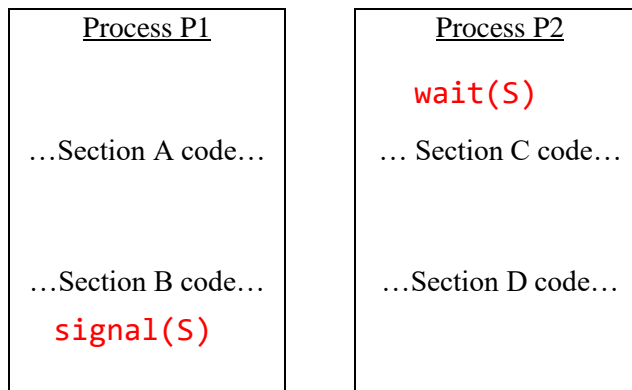 Process P1
…Section A code…
…Section B code…
signal(S)
Process P2
wait(S)
… Section C code…
…Section D code…